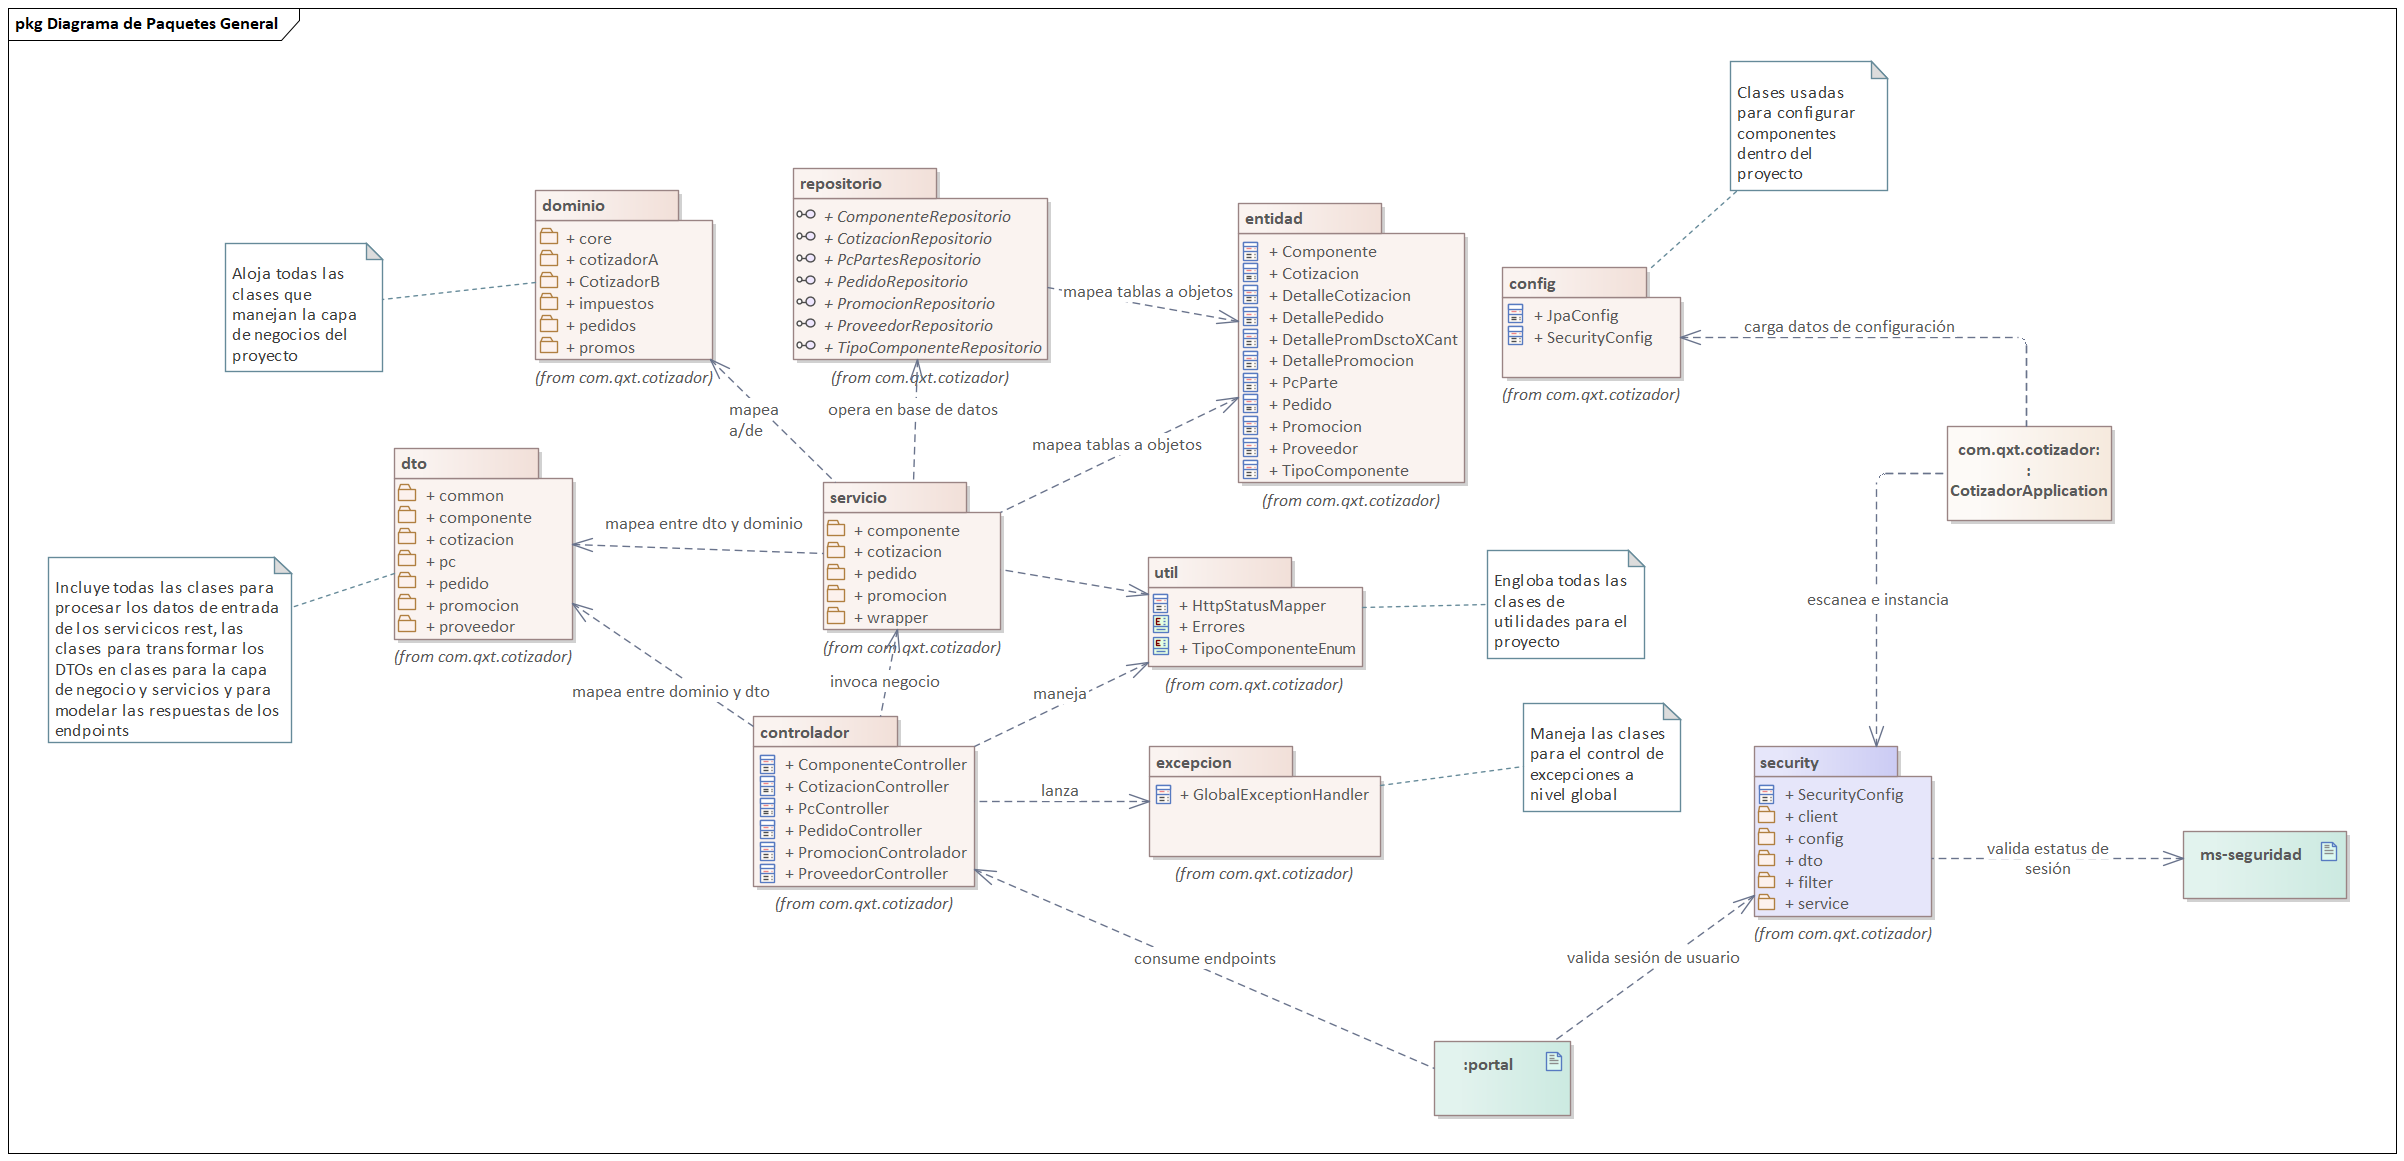 pkg Diagrama de Paquetes General
Clases usadas
para configurar
componentes
dentro del
proyecto
repositorio
+ ComponenteRepositorio
+ CotizacionRepositorio
+ PcPartesRepositorio
+ PedidoRepositorio
+ PromocionRepositorio
+ ProveedorRepositorio
+ TipoComponenteRepositorio
(from com.qxt.cotizador)
dominio
+ core
+ cotizadorA
+ CotizadorB
+ impuestos
+ pedidos
+ promos
(from com.qxt.cotizador)
Aloja todas las
clases que
manejan la capa
de negocios del
proyecto
entidad
+ Componente
+ Cotizacion
+ DetalleCotizacion
+ DetallePedido
+ DetallePromDsctoXCant
+ DetallePromocion
+ PcParte
+ Pedido
+ Promocion
+ Proveedor
+ TipoComponente
(from com.qxt.cotizador)
mapea tablas a objetos
config
+ JpaConfig
+ SecurityConfig
(from com.qxt.cotizador)
carga datos de configuración
mapea
a/de
opera en base de datos
mapea tablas a objetos
com.qxt.cotizador:
:
CotizadorApplication
dto
+ common
+ componente
+ cotizacion
+ pc
+ pedido
+ promocion
+ proveedor
(from com.qxt.cotizador)
mapea entre dto y dominio
servicio
+ componente
+ cotizacion
+ pedido
+ promocion
+ wrapper
(from com.qxt.cotizador)
Incluye todas las clases para
procesar los datos de entrada
de los servicicos rest, las
clases para transformar los
DTOs en clases para la capa
de negocio y servicios y para
modelar las respuestas de los
endpoints
util
+ HttpStatusMapper
+ Errores
+ TipoComponenteEnum
(from com.qxt.cotizador)
Engloba todas las
clases de
utilidades para el
proyecto
escanea e instancia
mapea entre dominio y dto
invoca negocio
maneja
controlador
+ ComponenteController
+ CotizacionController
+ PcController
+ PedidoController
+ PromocionControlador
+ ProveedorController
(from com.qxt.cotizador)
lanza
excepcion
+ GlobalExceptionHandler
(from com.qxt.cotizador)
Maneja las clases
para el control de
excepciones a
nivel global
security
+ SecurityConfig
+ client
+ config
+ dto
+ filter
+ service
(from com.qxt.cotizador)
valida estatus de
sesión
ms-seguridad
consume endpoints
valida sesión de usuario
:portal